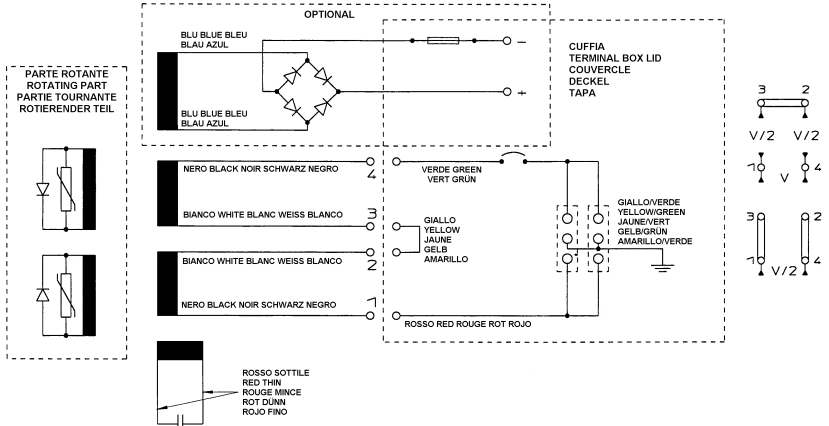 OPTIONAL
BLU BLUE BLEU
BLAU AZUL
–
+
BLU BLUE BLEU
BLAU AZUL
CUFFIA
TERMINAL BOX LID
COUVERCLE
DECKEL
TAPA
PARTE ROTANTE
ROTATING PART
PARTIE TOURNANTE
ROTIERENDER TEIL
NERO BLACK NOIR SCHWARZ NEGRO
4
VERDE GREEN
VERT GRÜN
BIANCO WHITE BLANC WEISS BLANCO
3
GIALLO
YELLOW
JAUNE
GELB
AMARILLO
BIANCO WHITE BLANC WEISS BLANCO
2
NERO BLACK NOIR SCHWARZ NEGRO
1
ROSSO RED ROUGE ROT ROJO
GIALLO/VERDE
YELLOW/GREEN
JAUNE/VERT
GELB/GRÜN
AMARILLO/VERDE
ROSSO SOTTILE
RED THIN
ROUGE MINCE
ROT DÜNN
ROJO FINO
3 2
V/2 V/2
1 V 4
3 2
1 4
V/2